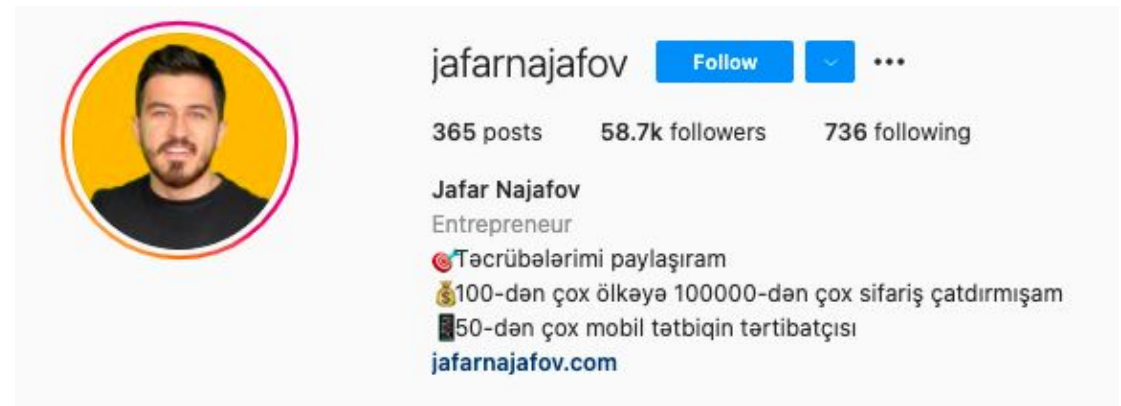 jafarnajafov Follow
365 posts 58.7k followers 736 following
Jafar Najafov
Entrepreneur
🎯Təcrübələrimi paylaşıram
💰100-dən çox ölkəyə 100000-dən çox sifariş çatdırmışam
📱50-dən çox mobil tətbiqin tərtibatçısı
jafarnajafov.com